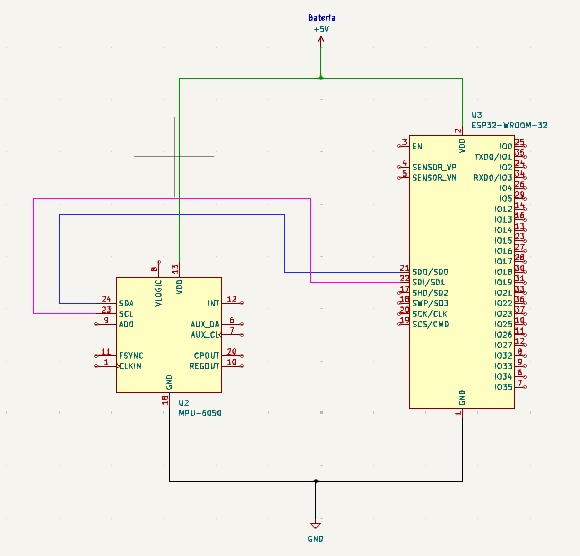 Batería
+5V
U3
ESP32-WROOM-32
2
VDD
3 EN
4 SENSOR_VP
5 SENSOR_VN
21 SDO/SD0
22 SDI/SD1
17 SHD/SD2
18 SWP/SD3
20 SCK/CLK
19 SCS/CMD
IO0 25
TXD0/IO1 35
IO2 24
RXD0/IO3 34
IO4 26
IO5 29
IO12 14
IO13 16
IO14 13
IO15 23
IO16 27
IO17 28
IO18 30
IO19 31
IO21 33
IO22 36
IO23 37
IO25 10
IO26 11
IO27 12
IO32 8
IO33 9
IO34 6
IO35 7
GND
1
8
VLOGIC
13
VDD
24 SDA
23 SCL
9 AD0
11 FSYNC
1 CLKIN
INT 12
AUX_DA 6
AUX_CL 7
CPOUT 20
REGOUT 10
GND
18
U2
MPU-6050
GND